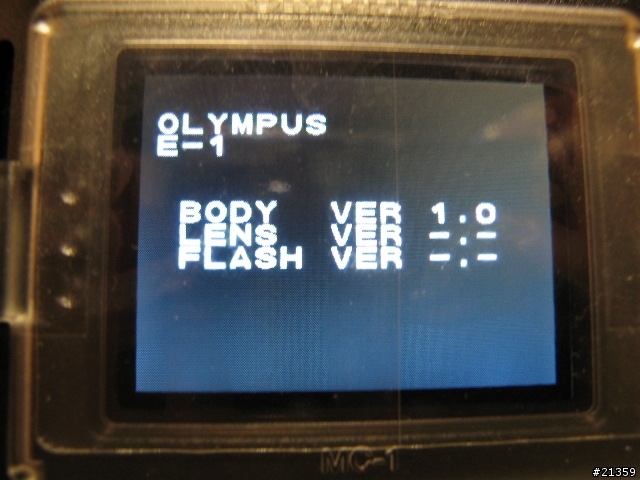 OLYMPUS
E-1
BODY VER 1.0
LENS VER -.-
FLASH VER -.-
MC-1
#21359